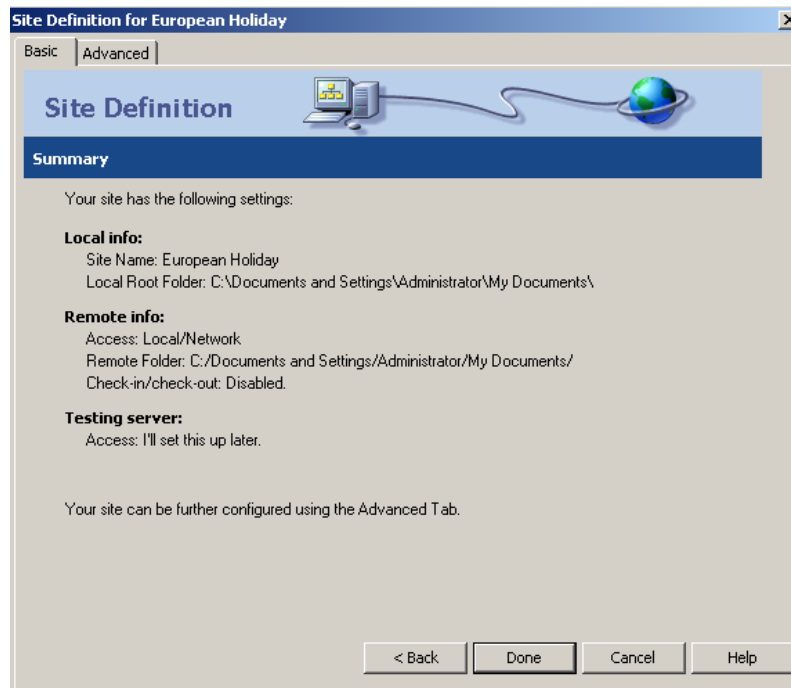 Site Definition for European Holiday
Basic
Advanced
Site Definition
Summary
Your site has the following settings:
Local info:
Site Name: European Holiday
Local Root Folder: C:\Documents and Settings\Administrator\My Documents\
Remote info:
Access: Local/Network
Remote Folder: C:/Documents and Settings/Administrator/My Documents/
Check-in/check-out: Disabled.
Testing server:
Access: I'll set this up later.
Your site can be further configured using the Advanced Tab.
< Back
Done
Cancel
Help